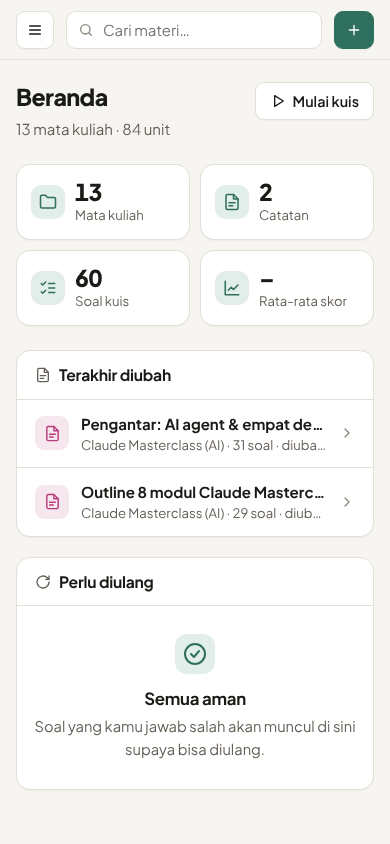 Cari materi…
Beranda
Mulai kuis
13 mata kuliah · 84 unit
13
Mata kuliah
2
Catatan
60
Soal kuis
–
Rata-rata skor
Terakhir diubah
Pengantar: AI agent & empat de…
Claude Masterclass (AI) · 31 soal · diuba…
Outline 8 modul Claude Masterc…
Claude Masterclass (AI) · 29 soal · diub…
Perlu diulang
Semua aman
Soal yang kamu jawab salah akan muncul di sini
supaya bisa diulang.